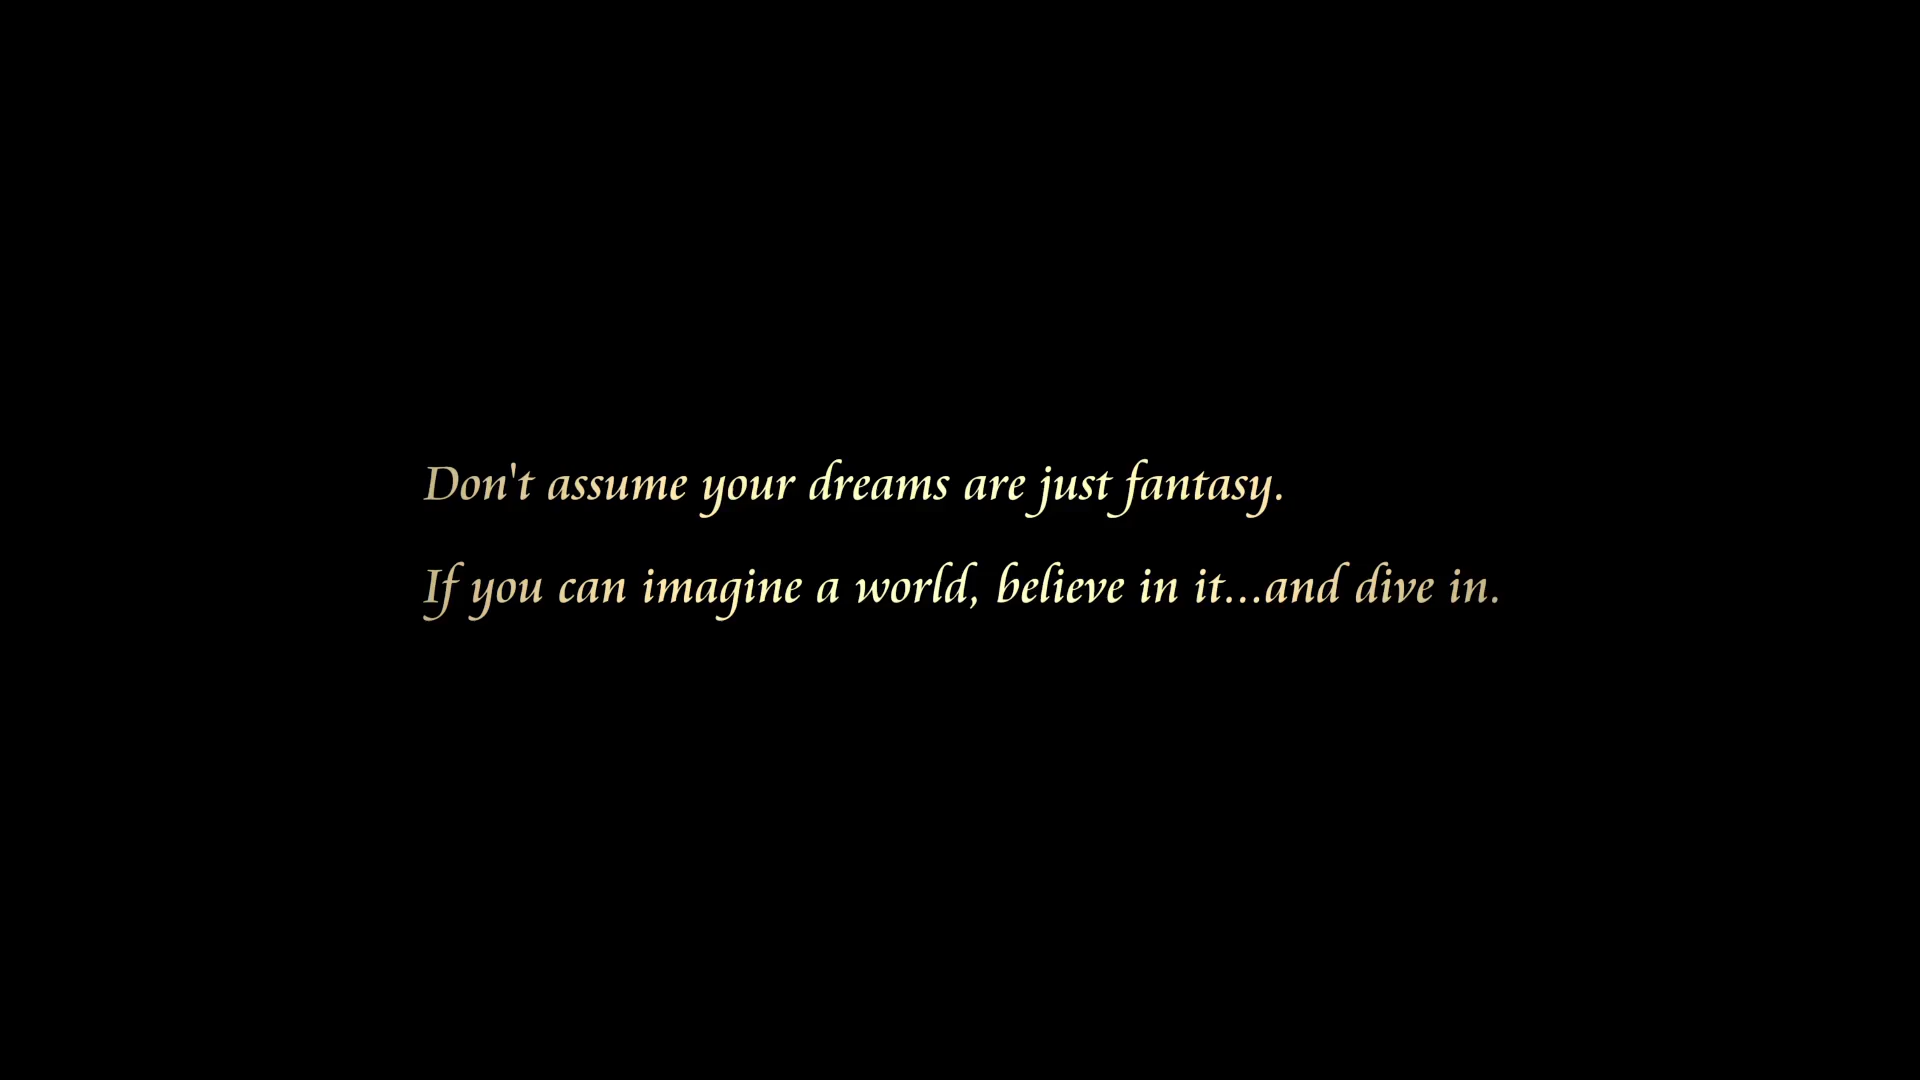 Don't assume your dreams are just fantasy.
If you can imagine a world, believe in it...and dive in.